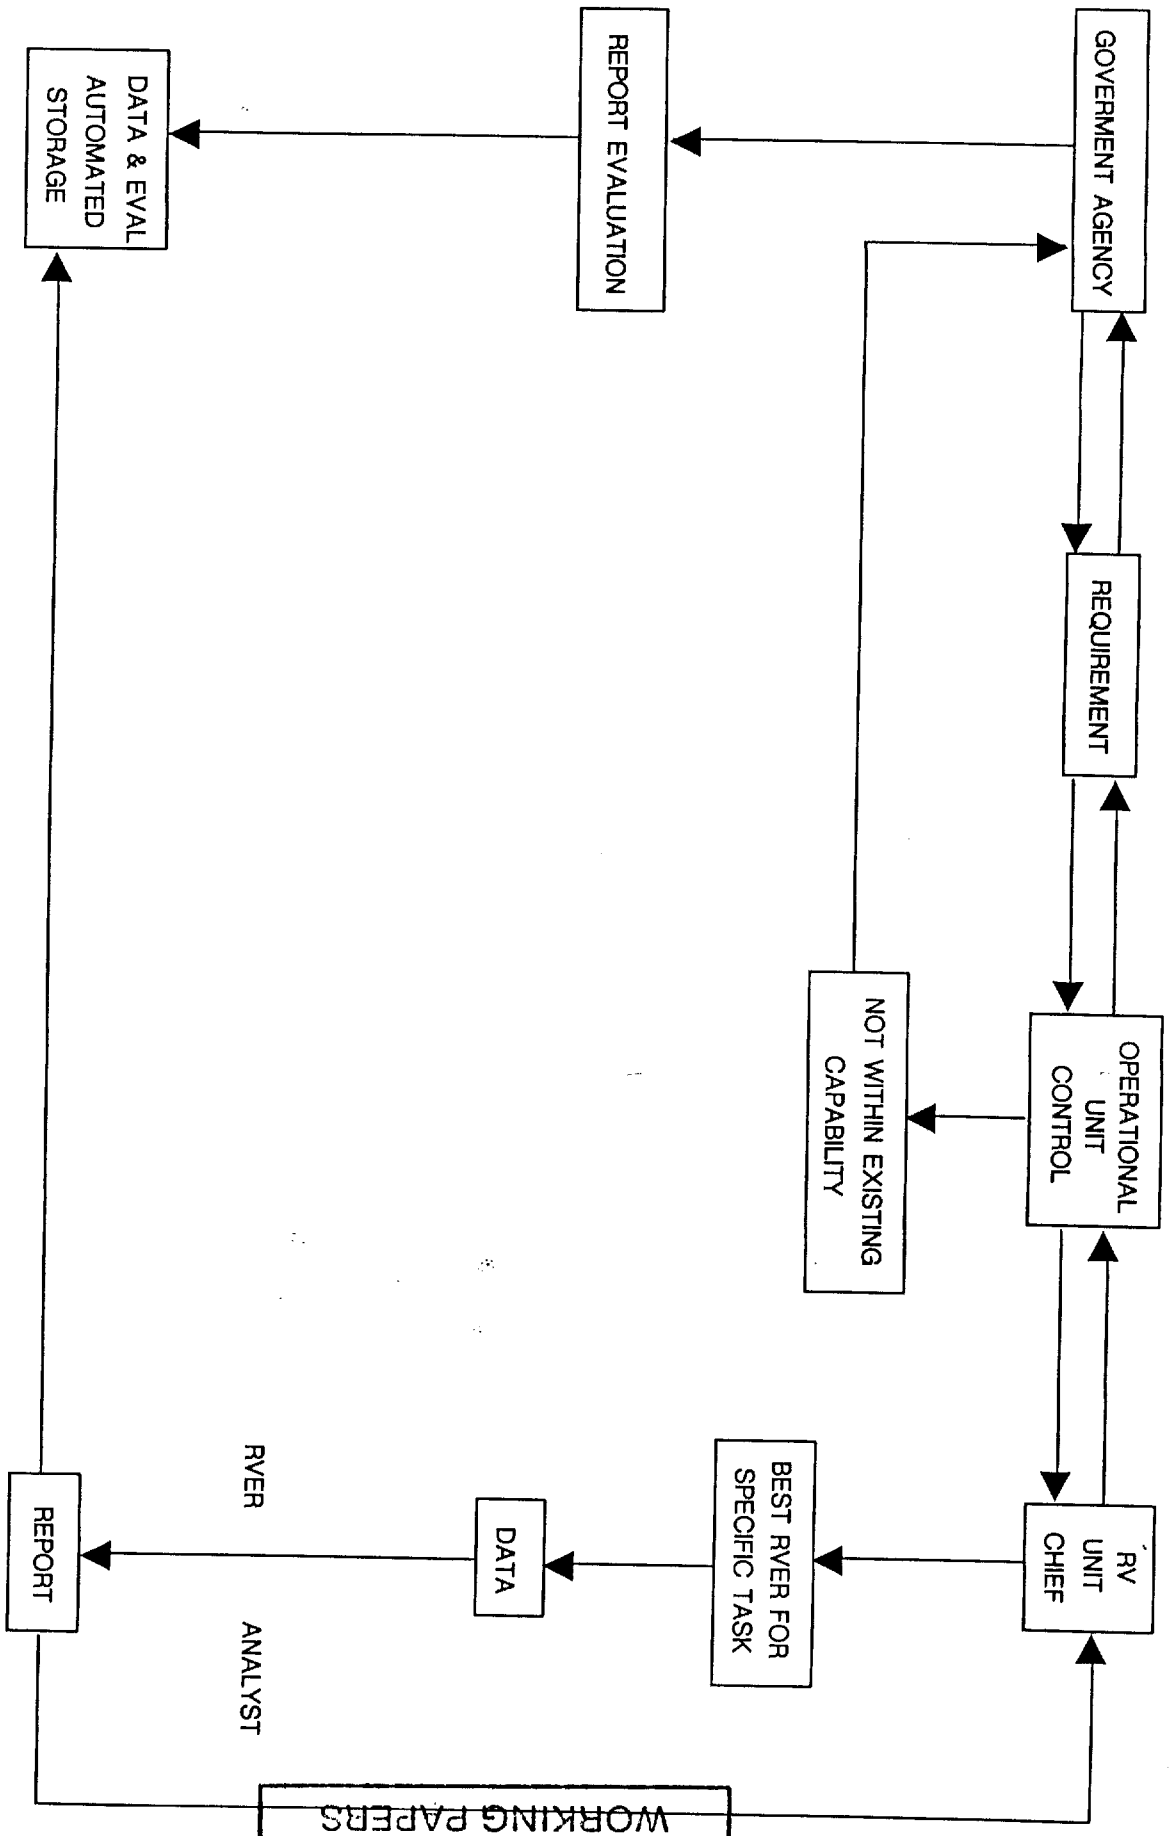 GOVERMENT AGENCY
REQUIREMENT
OPERATIONAL
UNIT
CONTROL
RV
UNIT
CHIEF
REPORT EVALUATION
NOT WITHIN EXISTING
CAPABILITY
BEST RVER FOR
SPECIFIC TASK
DATA
RVER
ANALYST
DATA & EVAL
AUTOMATED
STORAGE
REPORT
WORKING PAPERS